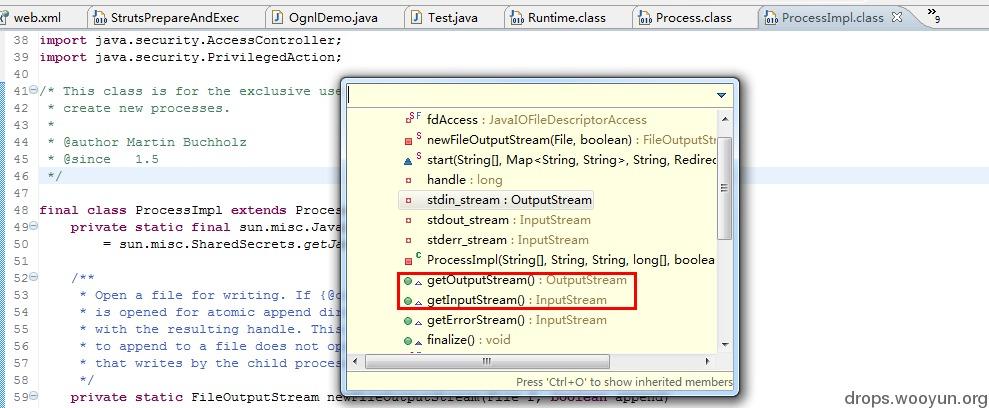 web.xml StrutsPrepareAndExec OgnlDemo.java Test.java Runtime.class Process.class ProcessImpl.class »9
38 import java.security.AccessController;
39 import java.security.PrivilegedAction;
40
41 /* This class is for the exclusive use
42 * create new processes.
43 *
44 * @author Martin Buchholz
45 * @since 1.5
46 */
47
48 final class ProcessImpl extends Proces
49 private static final sun.misc.Java
50 = sun.misc.SharedSecrets.getJa
51
52 /**
53 * Open a file for writing. If {@c
54 * is opened for atomic append dir
55 * with the resulting handle. This
56 * to append to a file does not op
57 * that writes by the child proces
58 */
59 private static FileOutputStream newFileOutputStream(File f, boolean append)
fdAccess : JavaIOFileDescriptorAccess
newFileOutputStream(File, boolean) : FileOutputS
start(String[], Map<String, String>, String, Redirec
handle : long
stdin_stream : OutputStream
stdout_stream : InputStream
stderr_stream : InputStream
ProcessImpl(String[], String, String, long[], boolea
getOutputStream() : OutputStream
getInputStream() : InputStream
getErrorStream() : InputStream
finalize() : void
Press 'Ctrl+O' to show inherited members
drops.wooyun.org